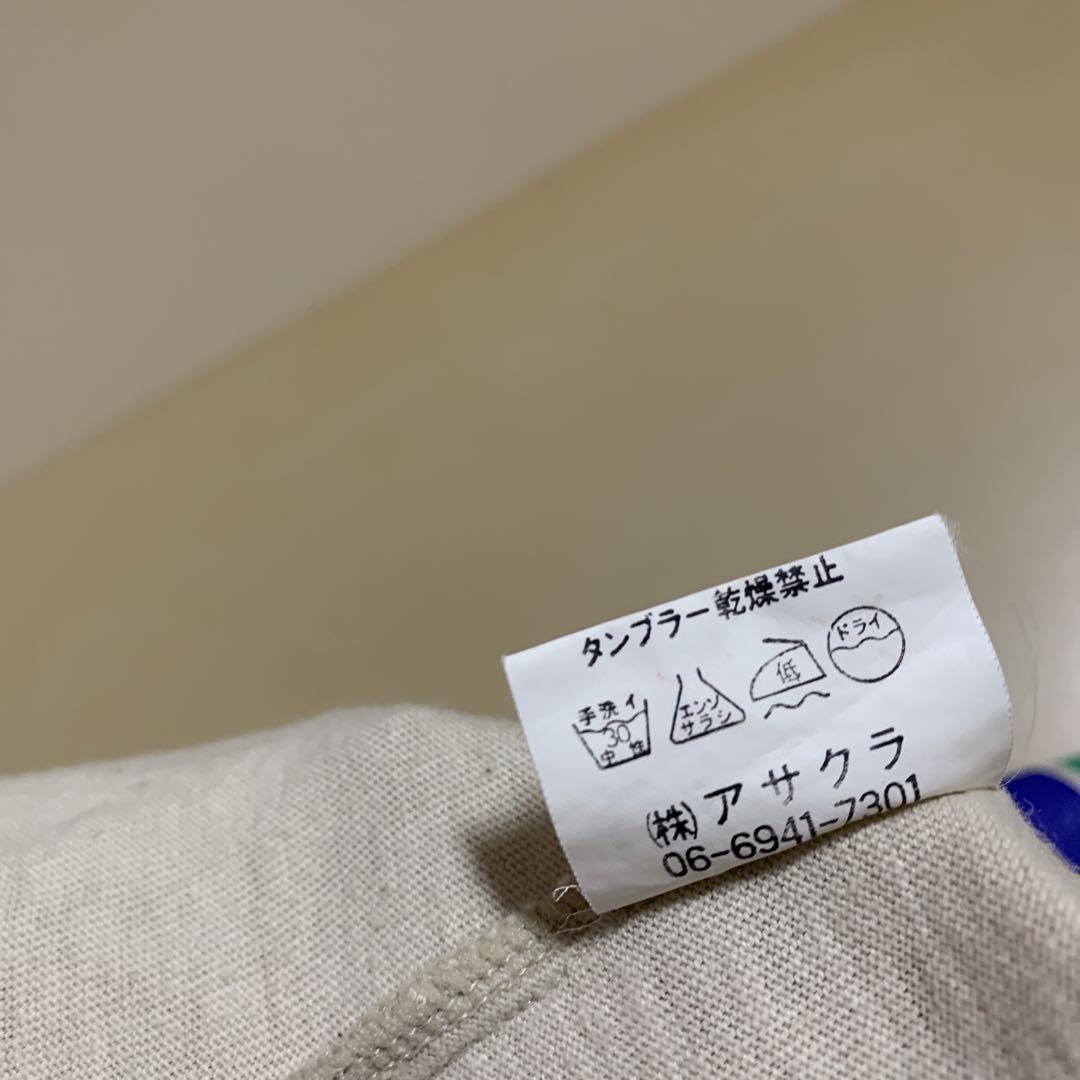 タンブラー乾燥禁止
手洗イ
30
中性
エンソ
サラシ
低
ドライ
㈱アサクラ
06-6941-7301